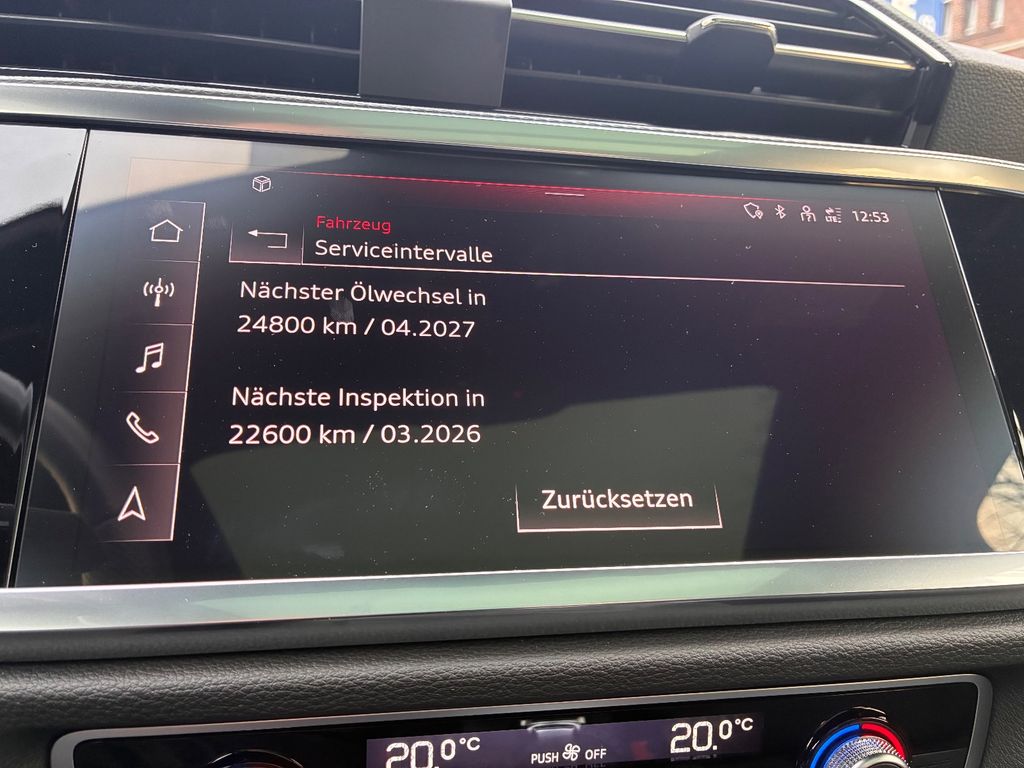 Fahrzeug
Serviceintervalle
LTE
12:53
Nächster Ölwechsel in
24800 km / 04.2027
Nächste Inspektion in
22600 km / 03.2026
Zurücksetzen
20.0°C
PUSH OFF
20.0°C